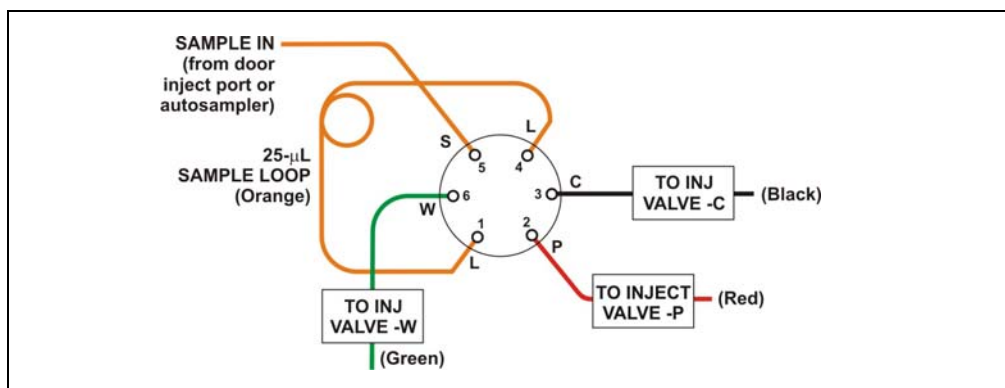 SAMPLE IN
(from door
inject port or
autosampler)
25-μL
SAMPLE LOOP
(Orange)
S
L
5
4
C
3
TO INJ
VALVE -C
(Black)
6
W
1
2
L
P
TO INJECT
VALVE -P
(Red)
TO INJ
VALVE -W
(Green)